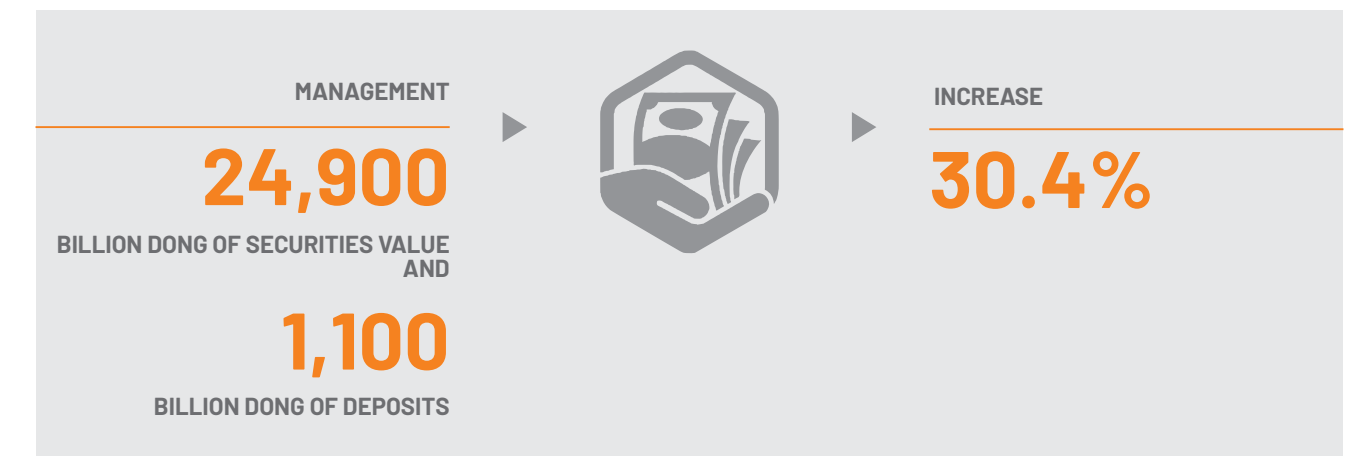 MANAGEMENT
24,900
BILLION DONG OF SECURITIES VALUE
AND
1,100
BILLION DONG OF DEPOSITS
INCREASE
30.4%